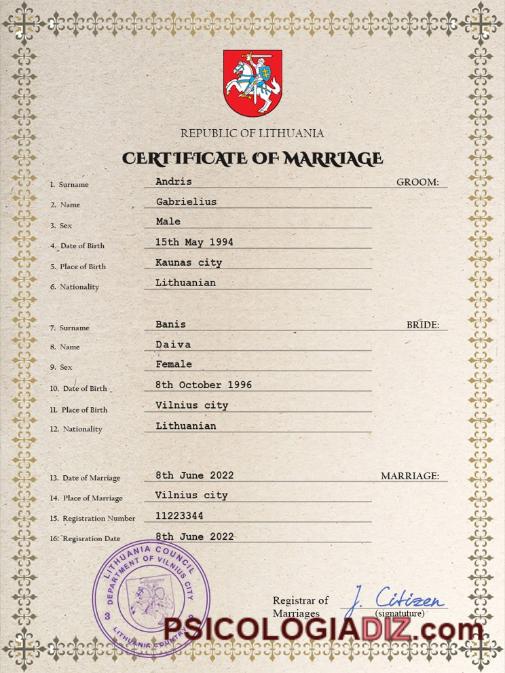 REPUBLIC OF LITHUANIA
CERTIFICATE OF MARRIAGE
1. Surname Andris GROOM:
2. Name Gabrielius
3. Sex Male
4. Date of Birth 15th May 1994
5. Place of Birth Kaunas city
6. Nationality Lithuanian
7. Surname Banis BRIDE:
8. Name Daiva
9. Sex Female
10. Date of Birth 8th October 1996
11. Place of Birth Vilnius city
12. Nationality Lithuanian
13. Date of Marriage 8th June 2022 MARRIAGE:
14. Place of Marriage Vilnius city
15. Registration Number 11223344
16. Regisration Date 8th June 2022
LITHUANIA COUNCIL
DEPARTMENT OF VILNIUS CITY
3
LITHUANIA
Registrar of
Marriages
J. Citizen
(signatuture)
PSICOLOGIADIZ.com